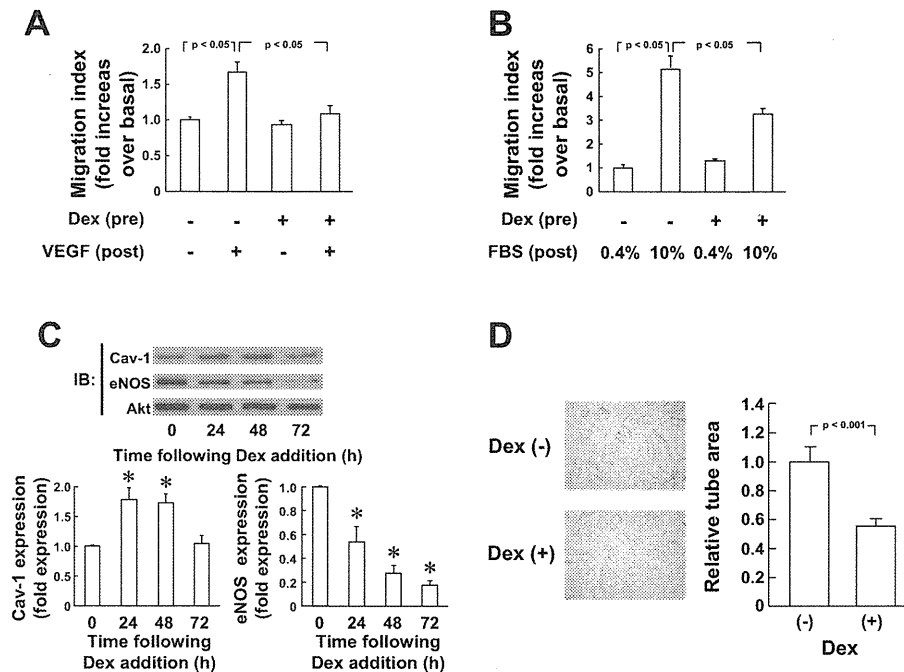 A
p < 0.05
p < 0.05
Migration index
(fold increeas
over basal)
2.0
1.5
1.0
0.5
0
Dex (pre) - - + +
VEGF (post) - + - +
B
p < 0.05
p < 0.05
Migration index
(fold increeas
over basal)
6
5
4
3
2
1
0
Dex (pre) - - + +
FBS (post) 0.4% 10% 0.4% 10%
C
IB:
Cav-1
eNOS
Akt
0 24 48 72
Time following Dex addition (h)
Cav-1 expression
(fold expression)
2.0
1.5
1.0
0.5
0
* *
0 24 48 72
Time following
Dex addition (h)
eNOS expression
(fold expression)
1.0
0.8
0.6
0.4
0.2
0
* * *
0 24 48 72
Time following
Dex addition (h)
D
Dex (-)
Dex (+)
Relative tube area
1.4
1.2
1.0
0.8
0.6
0.4
0.2
0
p < 0.001
(-) (+)
Dex